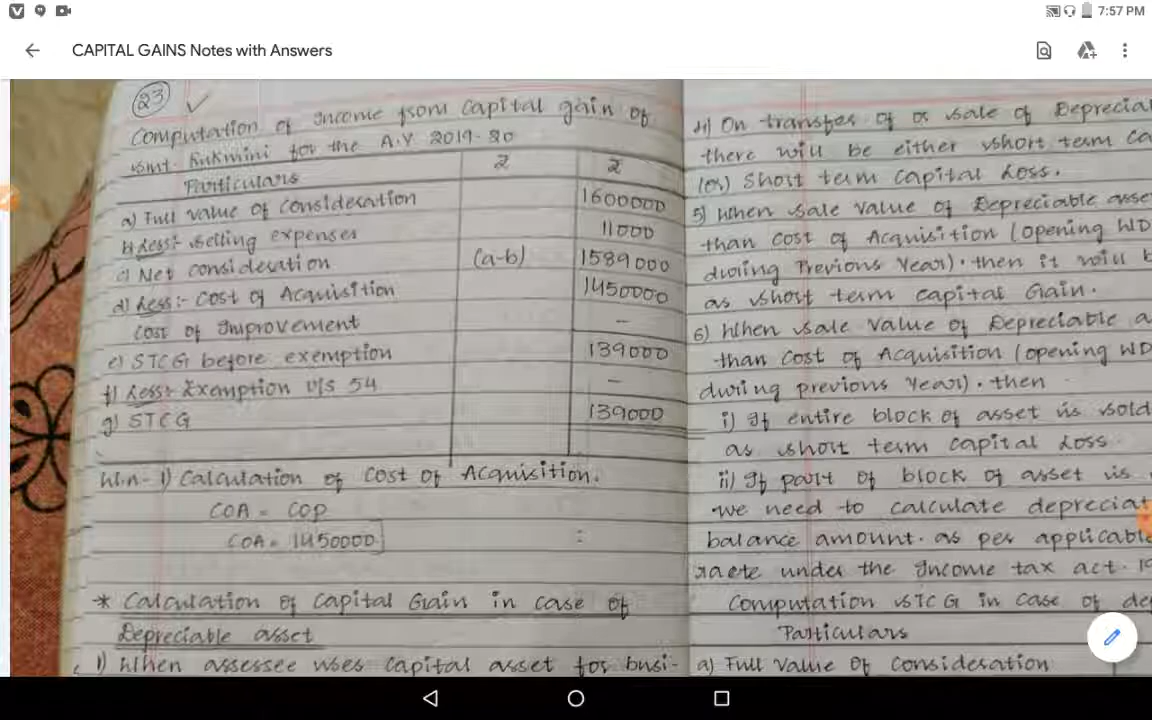 7:57 PM
CAPITAL GAINS Notes with Answers
23
Computation of Income from Capital gain of
Smt. Rukmini for the A.Y 2019-20
Particulars ₹ ₹
a) Full value of consideration 1600000
b) Less:- selling expenses 11000
c) Net consideration (a-b) 1589000
d) Less:- Cost of Acquisition 1450000
Cost of Improvement -
e) STCG before exemption 139000
f) Less:- Exemption U/S 54 -
g) STCG 139000
W.n-1) Calculation of Cost of Acquisition.
COA = COP
COA = 1450000
* Calculation of Capital Gain in case of
Depreciable asset
1) When assessee uses capital asset for busi-
4) On transfer of or sale of Deprecia
there will be either short term ca
(or) Short term Capital Loss.
5) When Sale Value of Depreciable asse
than Cost of Acquisition (opening WD
during Previous Year). then it will b
as short term capital Gain.
6) When sale Value of Depreciable a
than Cost of Acquisition (opening WD
during previous Year). then
i) If entire block of asset is sold
as short term capital Loss.
ii) If part of block of asset is
we need to calculate depreciat
balance amount. as per applicable
racte under the Income tax act. 19
Computation STCG in Case of de
Particulars
a) Full Value of Consideration